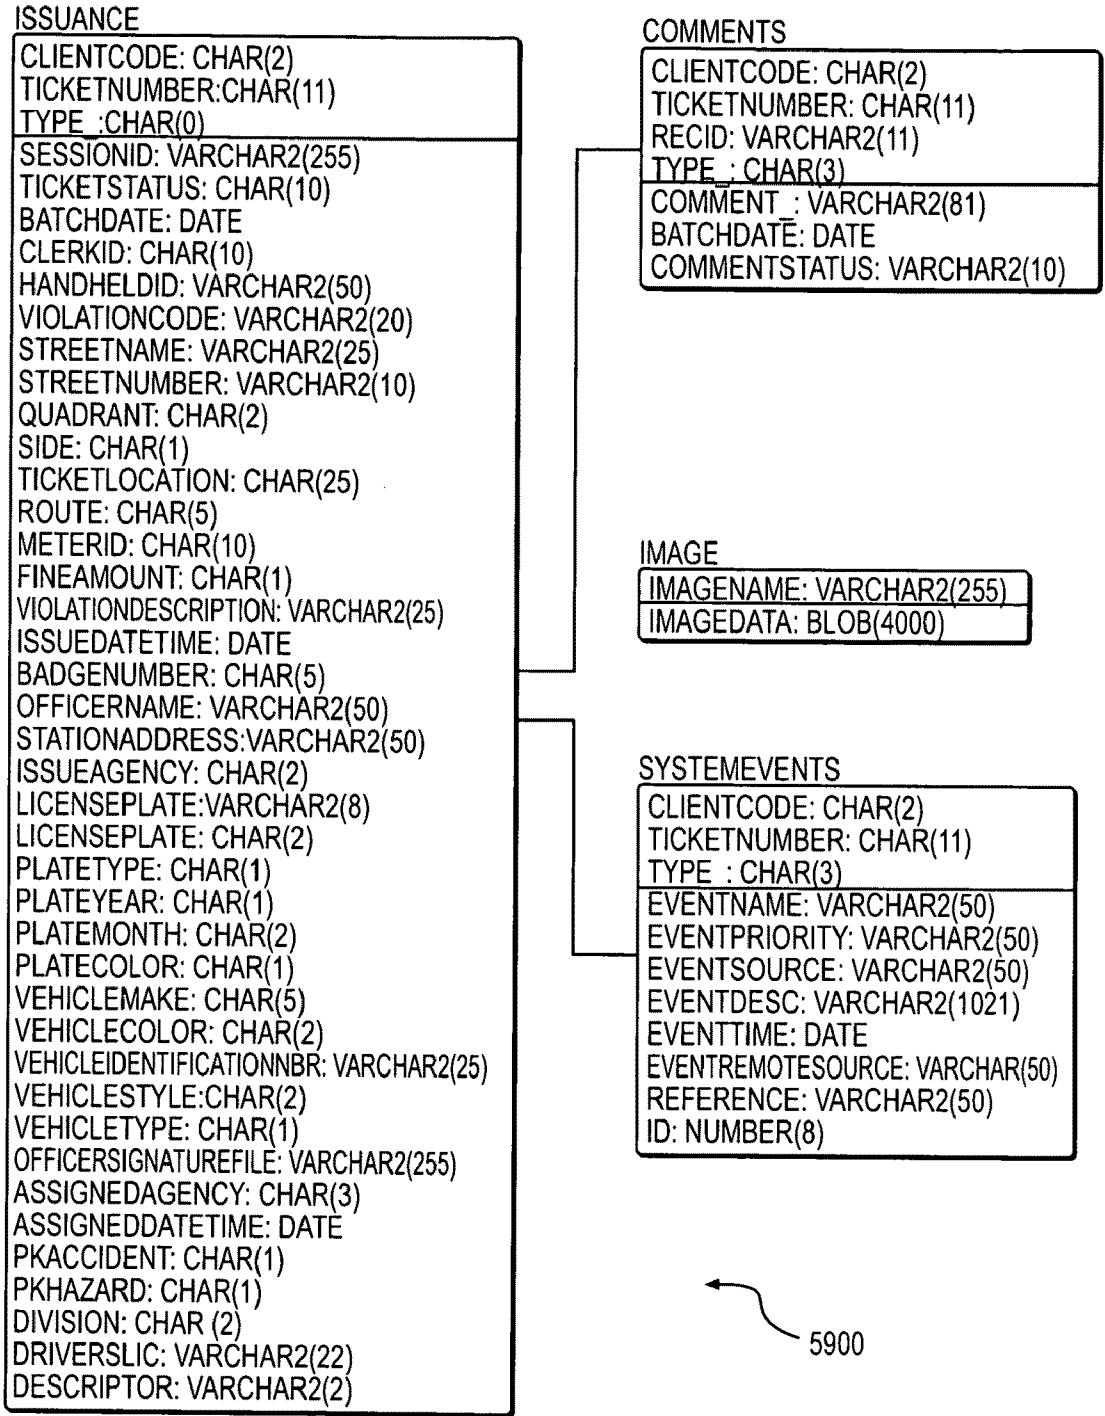 ISSUANCE
CLIENTCODE: CHAR(2)
TICKETNUMBER:CHAR(11)
TYPE_:CHAR(0)
SESSIONID: VARCHAR2(255)
TICKETSTATUS: CHAR(10)
BATCHDATE: DATE
CLERKID: CHAR(10)
HANDHELDID: VARCHAR2(50)
VIOLATIONCODE: VARCHAR2(20)
STREETNAME: VARCHAR2(25)
STREETNUMBER: VARCHAR2(10)
QUADRANT: CHAR(2)
SIDE: CHAR(1)
TICKETLOCATION: CHAR(25)
ROUTE: CHAR(5)
METERID: CHAR(10)
FINEAMOUNT: CHAR(1)
VIOLATIONDESCRIPTION: VARCHAR2(25)
ISSUEDATETIME: DATE
BADGENUMBER: CHAR(5)
OFFICERNAME: VARCHAR2(50)
STATIONADDRESS:VARCHAR2(50)
ISSUEAGENCY: CHAR(2)
LICENSEPLATE:VARCHAR2(8)
LICENSEPLATE: CHAR(2)
PLATETYPE: CHAR(1)
PLATEYEAR: CHAR(1)
PLATEMONTH: CHAR(2)
PLATECOLOR: CHAR(1)
VEHICLEMAKE: CHAR(5)
VEHICLECOLOR: CHAR(2)
VEHICLEIDENTIFICATIONNBR: VARCHAR2(25)
VEHICLESTYLE:CHAR(2)
VEHICLETYPE: CHAR(1)
OFFICERSIGNATUREFILE: VARCHAR2(255)
ASSIGNEDAGENCY: CHAR(3)
ASSIGNEDDATETIME: DATE
PKACCIDENT: CHAR(1)
PKHAZARD: CHAR(1)
DIVISION: CHAR (2)
DRIVERSLIC: VARCHAR2(22)
DESCRIPTOR: VARCHAR2(2)
COMMENTS
CLIENTCODE: CHAR(2)
TICKETNUMBER: CHAR(11)
RECID: VARCHAR2(11)
TYPE_: CHAR(3)
COMMENT_: VARCHAR2(81)
BATCHDATE: DATE
COMMENTSTATUS: VARCHAR2(10)
IMAGE
IMAGENAME: VARCHAR2(255)
IMAGEDATA: BLOB(4000)
SYSTEMEVENTS
CLIENTCODE: CHAR(2)
TICKETNUMBER: CHAR(11)
TYPE_: CHAR(3)
EVENTNAME: VARCHAR2(50)
EVENTPRIORITY: VARCHAR2(50)
EVENTSOURCE: VARCHAR2(50)
EVENTDESC: VARCHAR2(1021)
EVENTTIME: DATE
EVENTREMOTESOURCE: VARCHAR(50)
REFERENCE: VARCHAR2(50)
ID: NUMBER(8)
5900